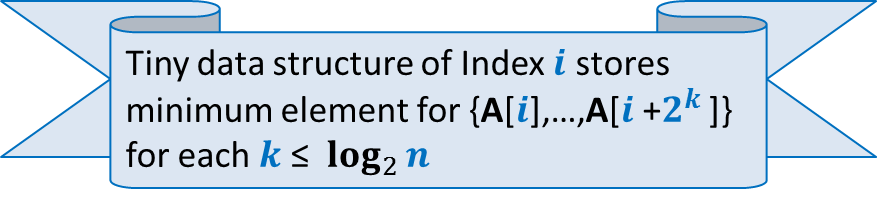 Tiny data structure of Index i stores
minimum element for {A[i],...,A[i +2^k ]}
for each k ≤ log₂ n